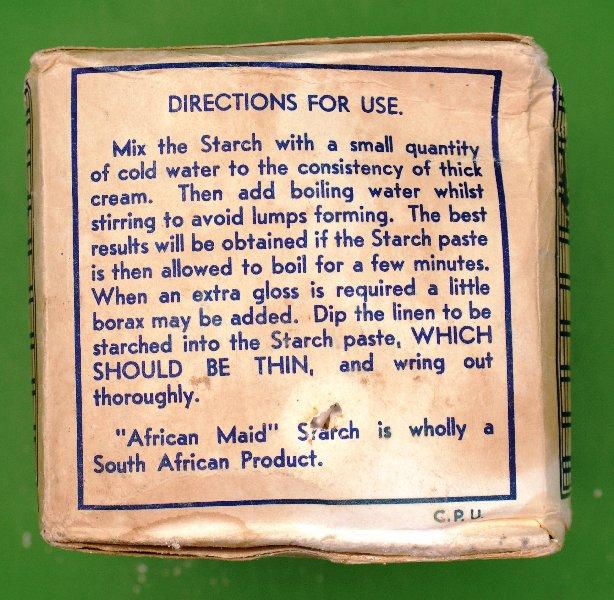 DIRECTIONS FOR USE.
Mix the Starch with a small quantity
of cold water to the consistency of thick
cream. Then add boiling water whilst
stirring to avoid lumps forming. The best
results will be obtained if the Starch paste
is then allowed to boil for a few minutes.
When an extra gloss is required a little
borax may be added. Dip the linen to be
starched into the Starch paste, WHICH
SHOULD BE THIN, and wring out
thoroughly.
"African Maid" Starch is wholly a
South African Product.
C.P.U.